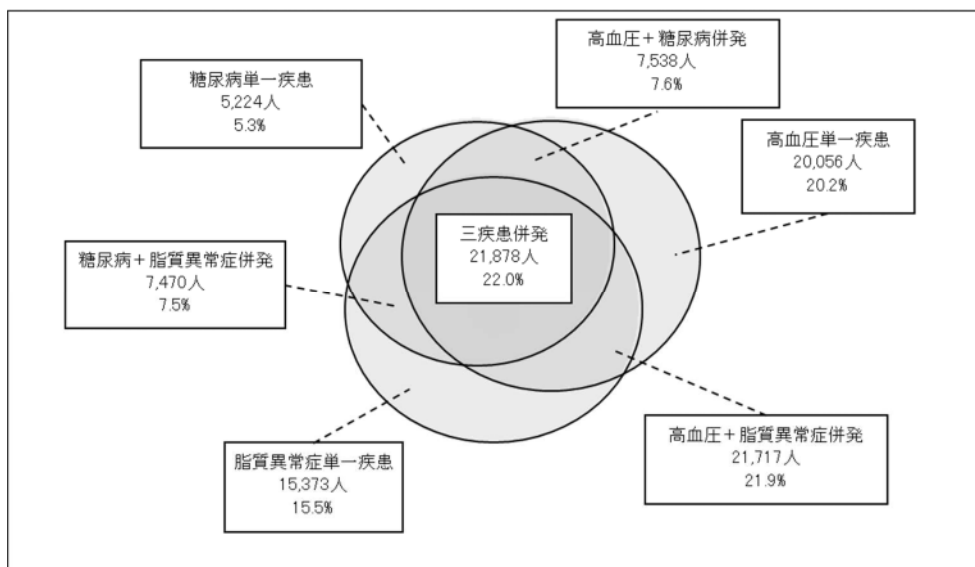 高血圧+糖尿病併発
7,538人
7.6%
糖尿病単一疾患
5,224人
5.3%
高血圧単一疾患
20,056人
20.2%
三疾患併発
21,878人
22.0%
糖尿病+脂質異常症併発
7,470人
7.5%
高血圧+脂質異常症併発
21,717人
21.9%
脂質異常症単一疾患
15,373人
15.5%